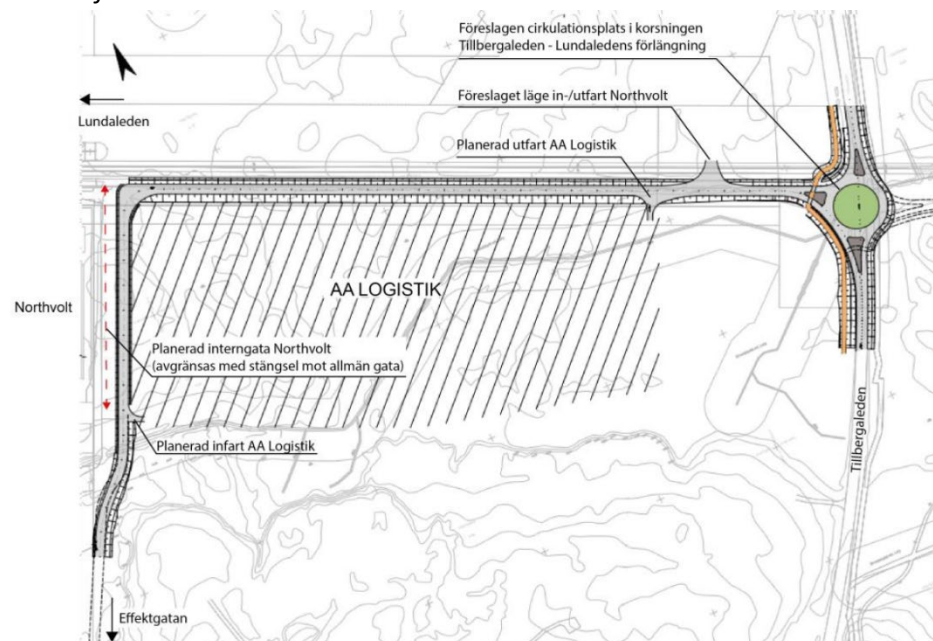 Föreslagen cirkulationsplats i korsningen
Tillbergaleden - Lundaledens förlängning
Föreslaget läge in-/utfart Northvolt
Lundaleden
Planerad utfart AA Logistik
AA LOGISTIK
Northvolt
Planerad interngata Northvolt
(avgränsas med stängsel mot allmän gata)
Planerad infart AA Logistik
Tillbergaleden
Effektgatan